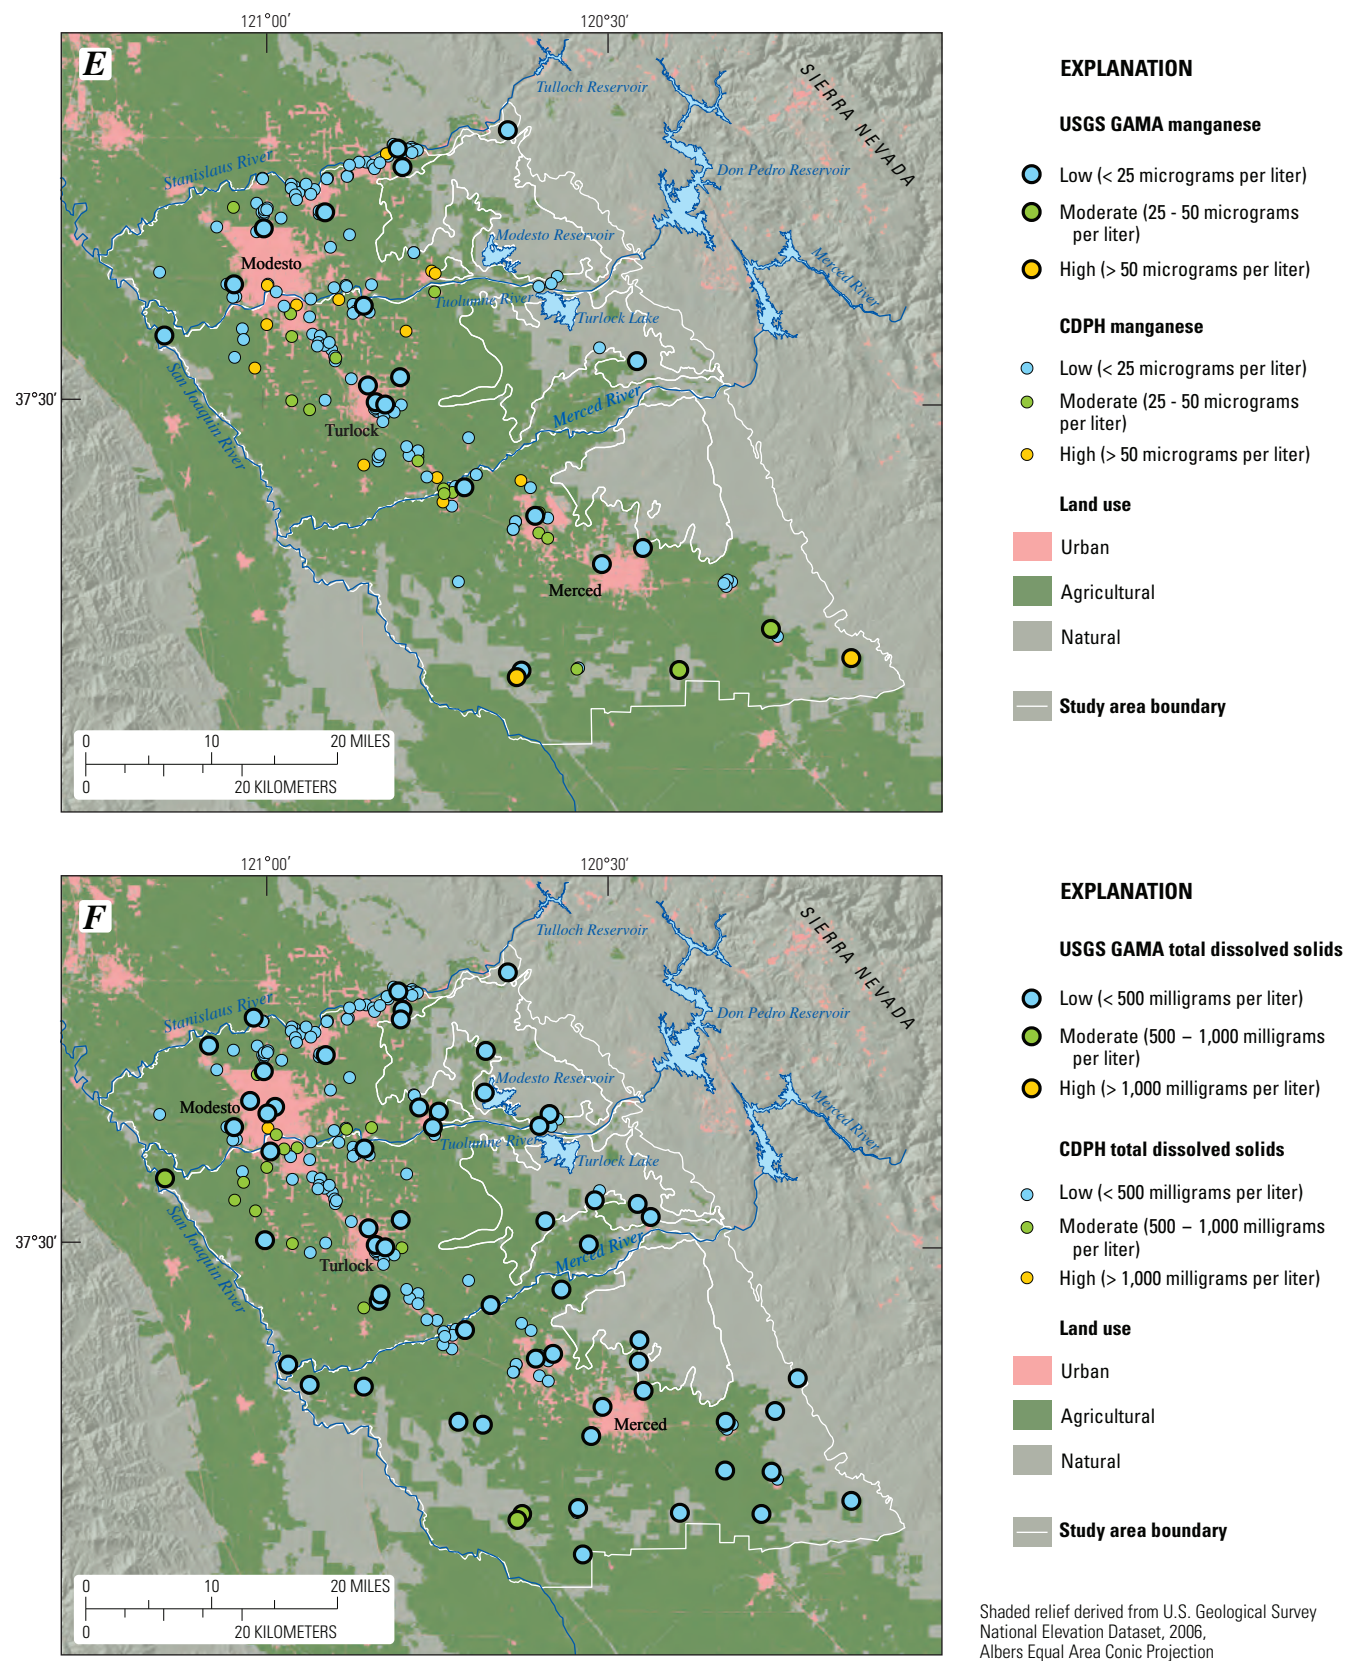 121°00′ 120°30′
E
Tulloch Reservoir
SIERRA NEVADA
Stanislaus River
Don Pedro Reservoir
Modesto Reservoir
Merced River
Modesto
Tuolumne River
Turlock Lake
San Joaquin River
37°30′
Merced River
Turlock
Merced
0 10 20 MILES
0 20 KILOMETERS
EXPLANATION
USGS GAMA manganese
Low (< 25 micrograms per liter)
Moderate (25 - 50 micrograms
per liter)
High (> 50 micrograms per liter)
CDPH manganese
Low (< 25 micrograms per liter)
Moderate (25 - 50 micrograms
per liter)
High (> 50 micrograms per liter)
Land use
Urban
Agricultural
Natural
Study area boundary
121°00′ 120°30′
F
Tulloch Reservoir
SIERRA NEVADA
Stanislaus River
Don Pedro Reservoir
Modesto Reservoir
Merced River
Modesto
Tuolumne River
Turlock Lake
San Joaquin River
37°30′
Merced River
Turlock
Merced
0 10 20 MILES
0 20 KILOMETERS
EXPLANATION
USGS GAMA total dissolved solids
Low (< 500 milligrams per liter)
Moderate (500 – 1,000 milligrams
per liter)
High (> 1,000 milligrams per liter)
CDPH total dissolved solids
Low (< 500 milligrams per liter)
Moderate (500 – 1,000 milligrams
per liter)
High (> 1,000 milligrams per liter)
Land use
Urban
Agricultural
Natural
Study area boundary
Shaded relief derived from U.S. Geological Survey
National Elevation Dataset, 2006,
Albers Equal Area Conic Projection